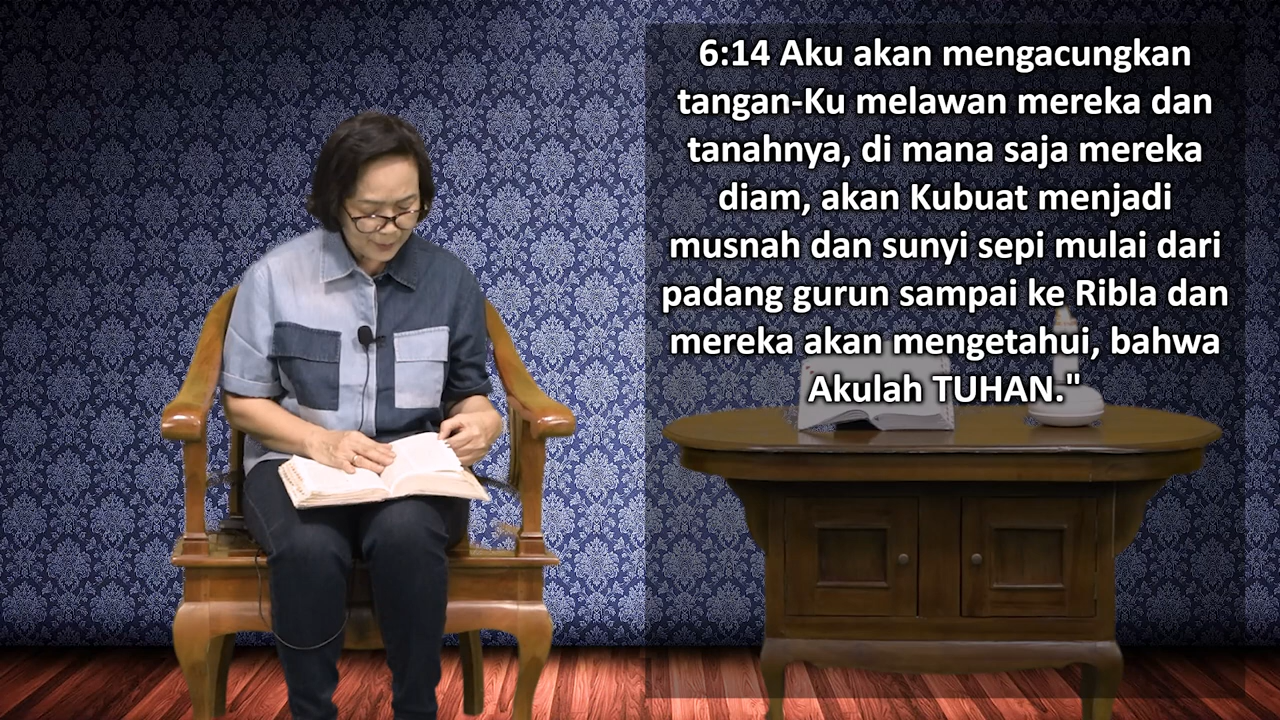 6:14 Aku akan mengacungkan
tangan-Ku melawan mereka dan
tanahnya, di mana saja mereka
diam, akan Kubuat menjadi
musnah dan sunyi sepi mulai dari
padang gurun sampai ke Ribla dan
mereka akan mengetahui, bahwa
Akulah TUHAN."